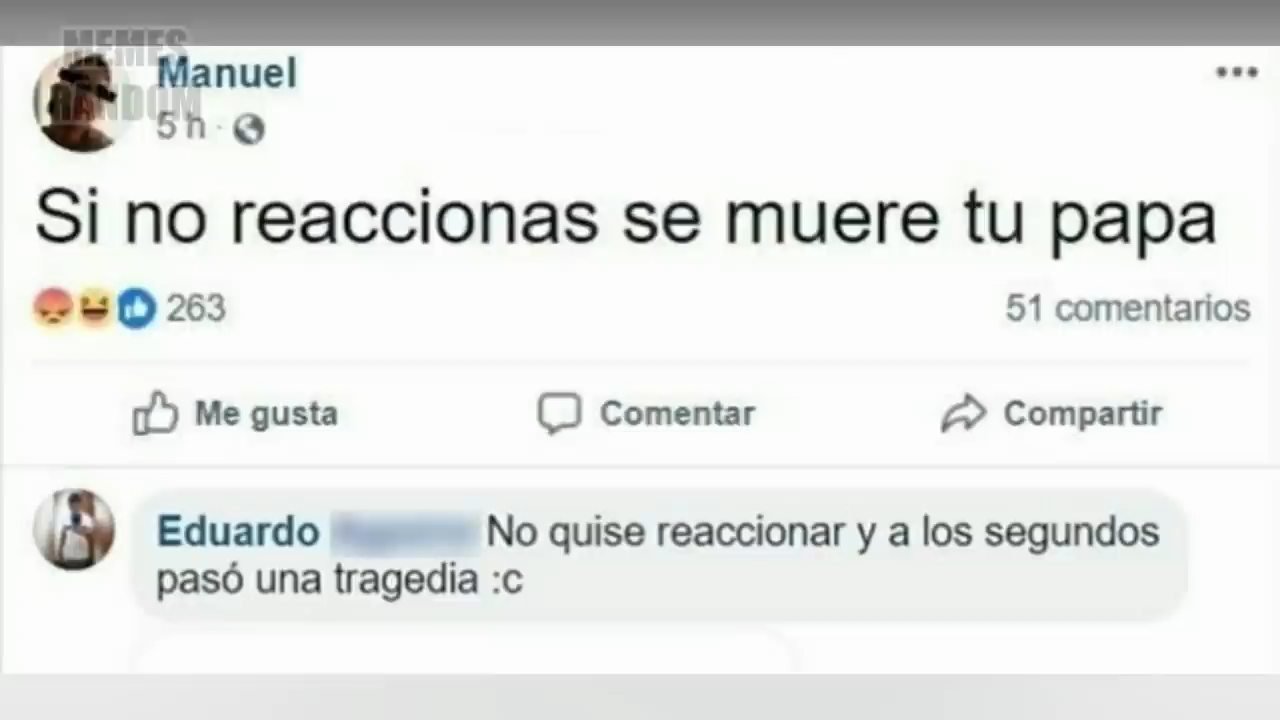 MEMES
RANDOM
Manuel
5 h ·
Si no reaccionas se muere tu papa
263
51 comentarios
Me gusta
Comentar
Compartir
Eduardo No quise reaccionar y a los segundos
pasó una tragedia :c